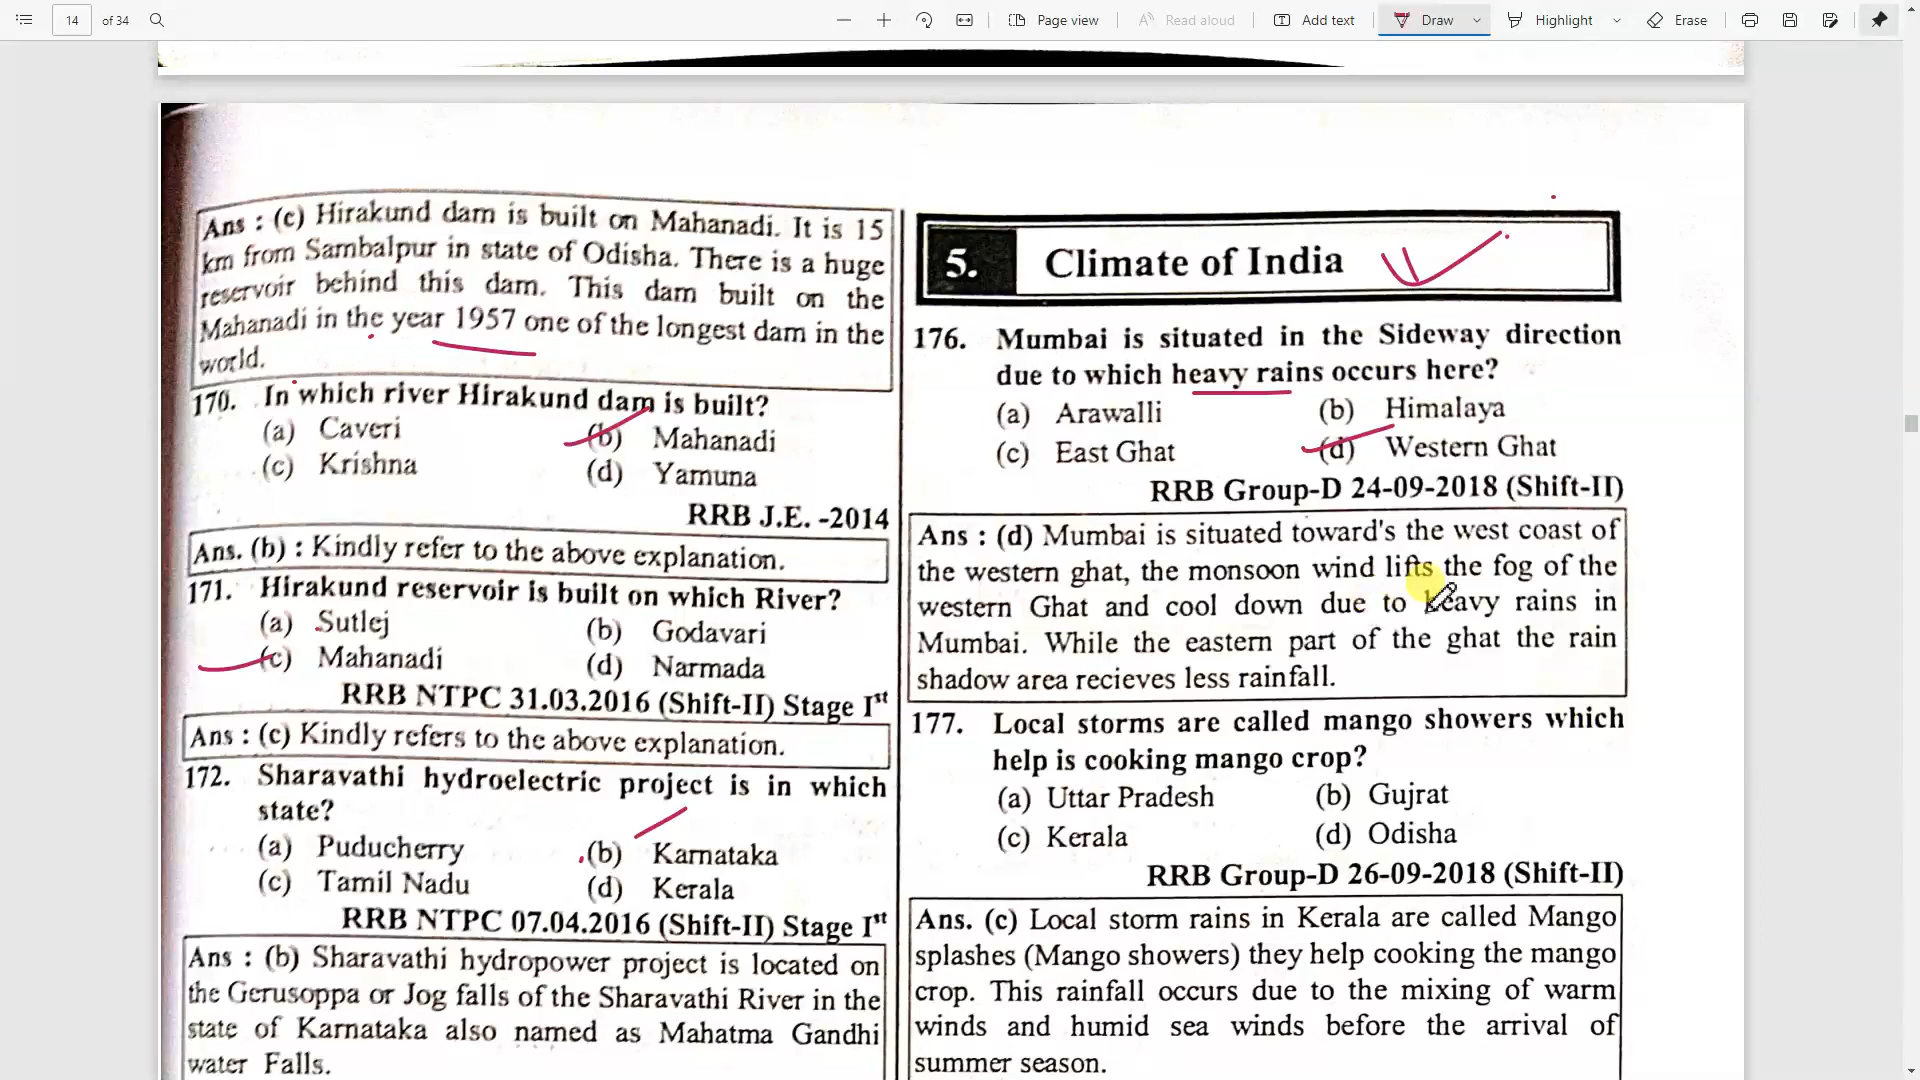 14 of 34
Page view
Read aloud
Add text
Draw
Highlight
Erase
Ans : (c) Hirakund dam is built on Mahanadi. It is 15
km from Sambalpur in state of Odisha. There is a huge
reservoir behind this dam. This dam built on the
Mahanadi in the year 1957 one of the longest dam in the
world.
170. In which river Hirakund dam is built?
(a) Caveri (b) Mahanadi
(c) Krishna (d) Yamuna
RRB J.E. -2014
Ans. (b) : Kindly refer to the above explanation.
171. Hirakund reservoir is built on which River?
(a) Sutlej (b) Godavari
(c) Mahanadi (d) Narmada
RRB NTPC 31.03.2016 (Shift-II) Stage Ist
Ans : (c) Kindly refers to the above explanation.
172. Sharavathi hydroelectric project is in which
state?
(a) Puducherry (b) Karnataka
(c) Tamil Nadu (d) Kerala
RRB NTPC 07.04.2016 (Shift-II) Stage Ist
Ans : (b) Sharavathi hydropower project is located on
the Gerusoppa or Jog falls of the Sharavathi River in the
state of Karnataka also named as Mahatma Gandhi
water Falls.
5. Climate of India
176. Mumbai is situated in the Sideway direction
due to which heavy rains occurs here?
(a) Arawalli (b) Himalaya
(c) East Ghat (d) Western Ghat
RRB Group-D 24-09-2018 (Shift-II)
Ans : (d) Mumbai is situated toward's the west coast of
the western ghat, the monsoon wind lifts the fog of the
western Ghat and cool down due to heavy rains in
Mumbai. While the eastern part of the ghat the rain
shadow area recieves less rainfall.
177. Local storms are called mango showers which
help is cooking mango crop?
(a) Uttar Pradesh (b) Gujrat
(c) Kerala (d) Odisha
RRB Group-D 26-09-2018 (Shift-II)
Ans. (c) Local storm rains in Kerala are called Mango
splashes (Mango showers) they help cooking the mango
crop. This rainfall occurs due to the mixing of warm
winds and humid sea winds before the arrival of
summer season.